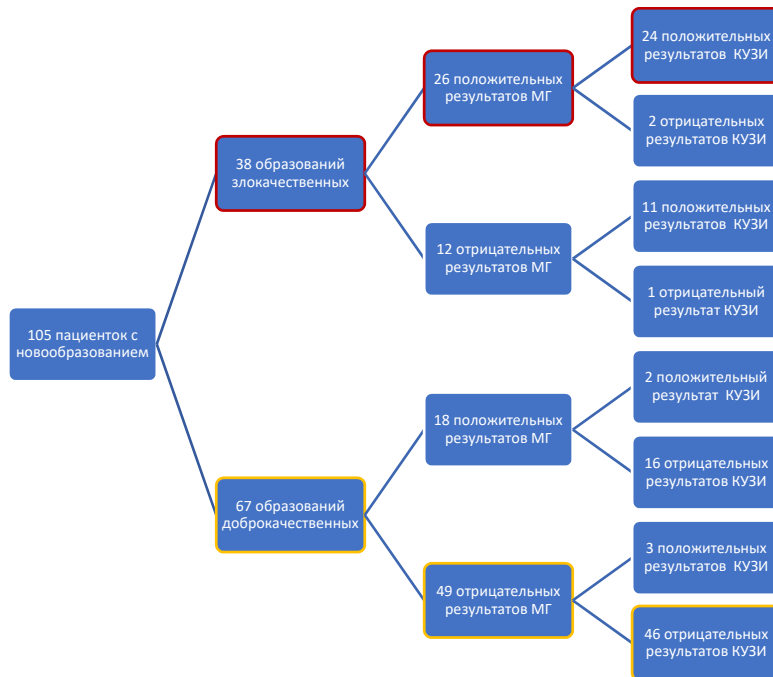 24 положительных
результатов КУЗИ
26 положительных
результатов МГ
2 отрицательных
результатов КУЗИ
38 образований
злокачественных
11 положительных
результатов КУЗИ
12 отрицательных
результатов МГ
1 отрицательный
результат КУЗИ
105 пациенток с
новообразованием
2 положительный
результат КУЗИ
18 положительных
результатов МГ
16 отрицательных
результатов КУЗИ
67 образований
доброкачественных
3 положительных
результатов КУЗИ
49 отрицательных
результатов МГ
46 отрицательных
результатов КУЗИ